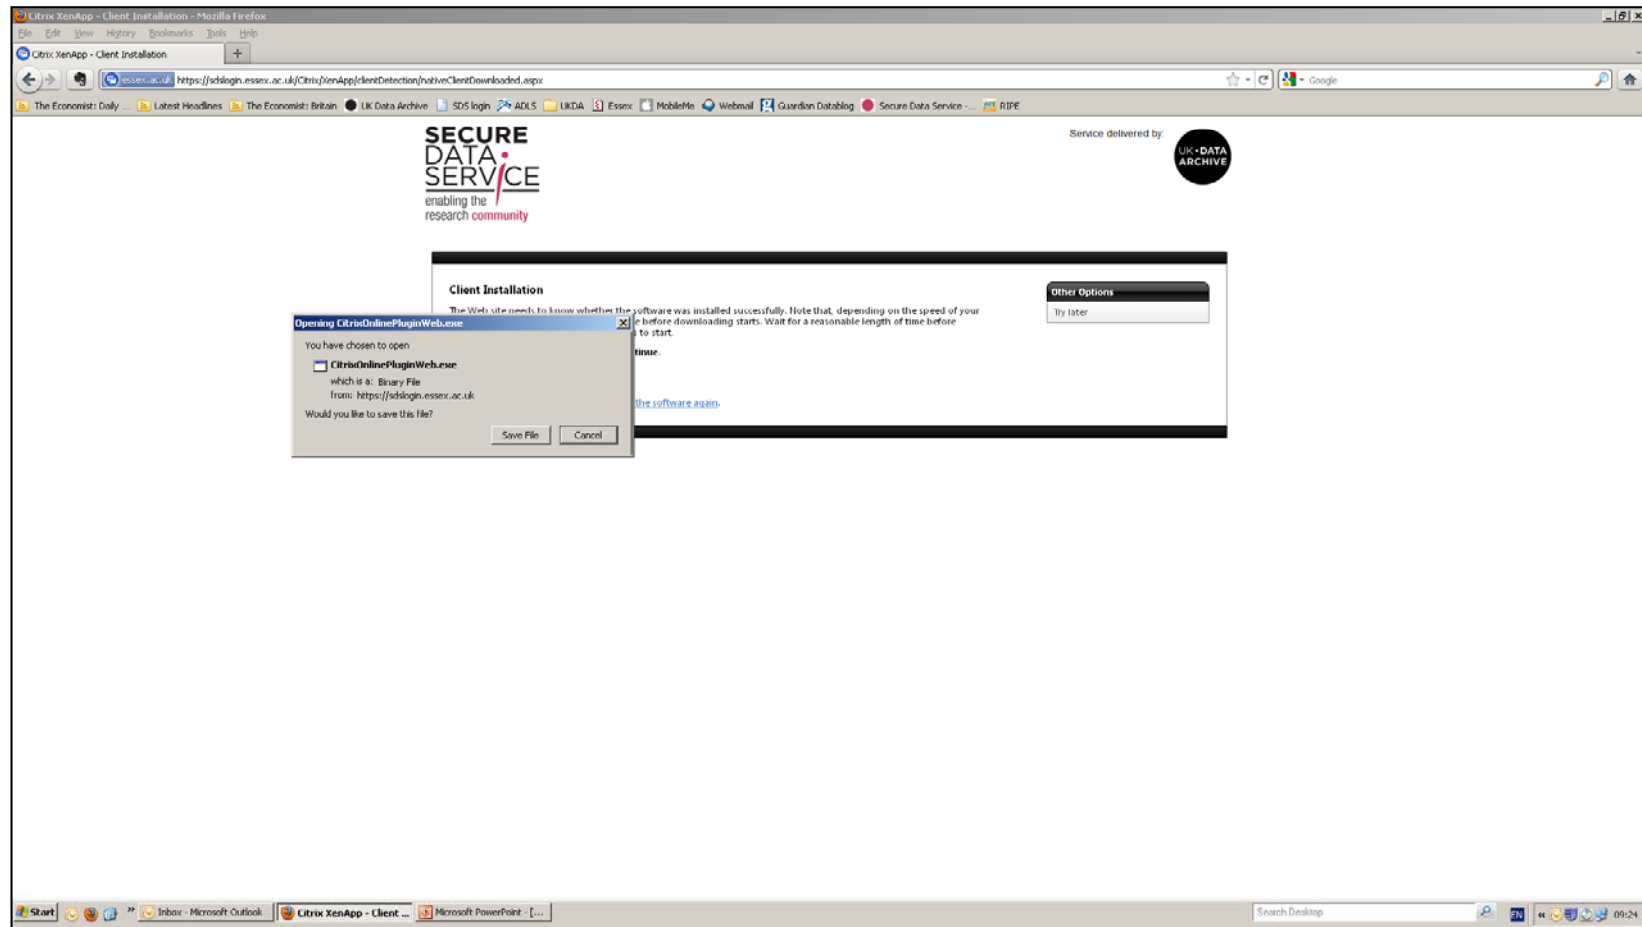 Citrix XenApp - Client Installation - Mozilla Firefox
File Edit View History Bookmarks Tools Help
Citrix XenApp - Client Installation +
essex.ac.uk https://sdslogin.essex.ac.uk/Citrix/XenApp/clientDetection/nativeClientDownloaded.aspx Google
The Economist: Daily ... Latest Headlines The Economist: Britain UK Data Archive SDS login ADLS UKDA Essex MobileMe Webmail Guardian Datablog Secure Data Service -... RIPE
SECURE
DATA
SERVICE
enabling the
research community
Service delivered by:
UK•DATA
ARCHIVE
Client Installation
The Web site needs to know whether the software was installed successfully. Note that, depending on the speed of your
e before downloading starts. Wait for a reasonable length of time before
s to start.
tinue.
the software again.
Other Options
Try later
Opening CitrixOnlinePluginWeb.exe
You have chosen to open
CitrixOnlinePluginWeb.exe
which is a: Binary File
from: https://sdslogin.essex.ac.uk
Would you like to save this file?
Save File Cancel
Start » Inbox - Microsoft Outlook Citrix XenApp - Client ... Microsoft PowerPoint - [... Search Desktop EN « 09:24